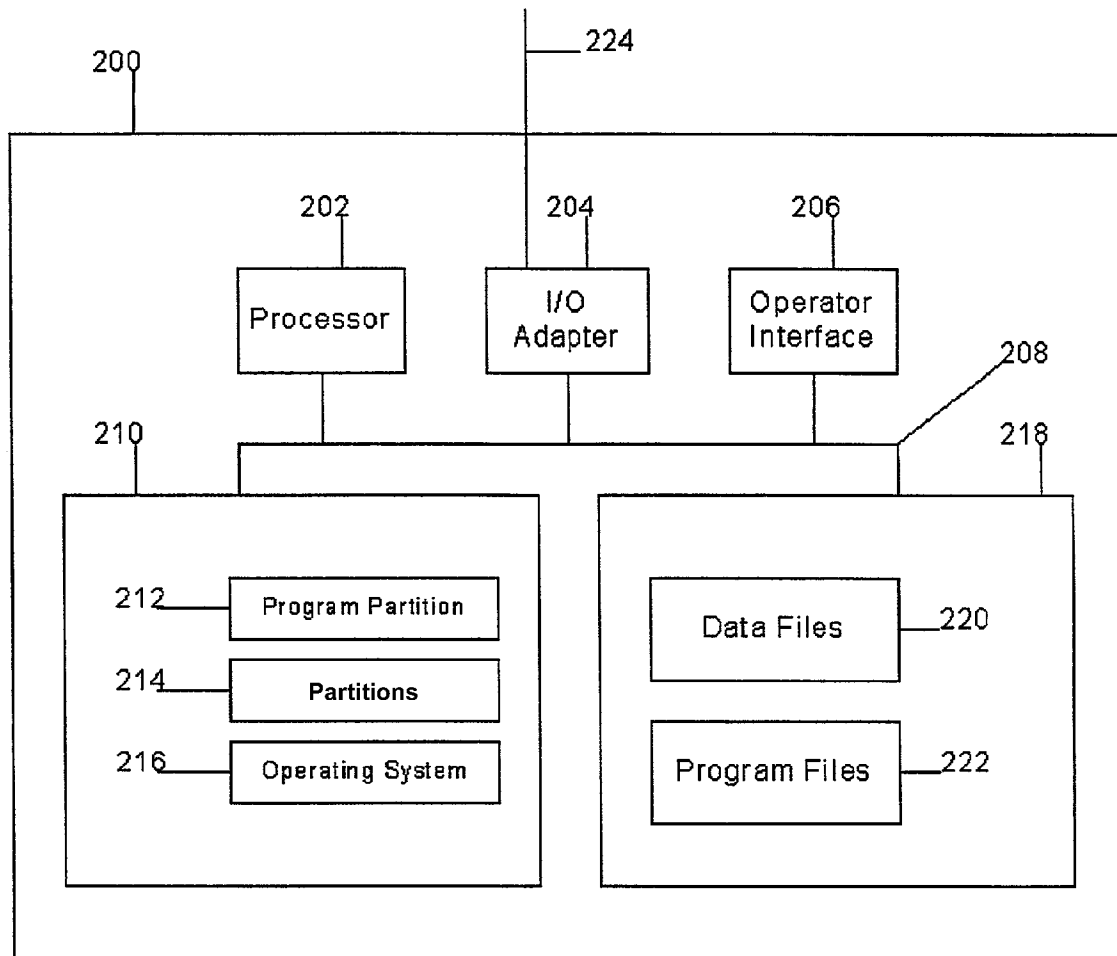 224
200
202
204
206
Processor
I/O
Adapter
Operator
Interface
208
210
218
212
Program Partition
214
Partitions
216
Operating System
Data Files
220
Program Files
222